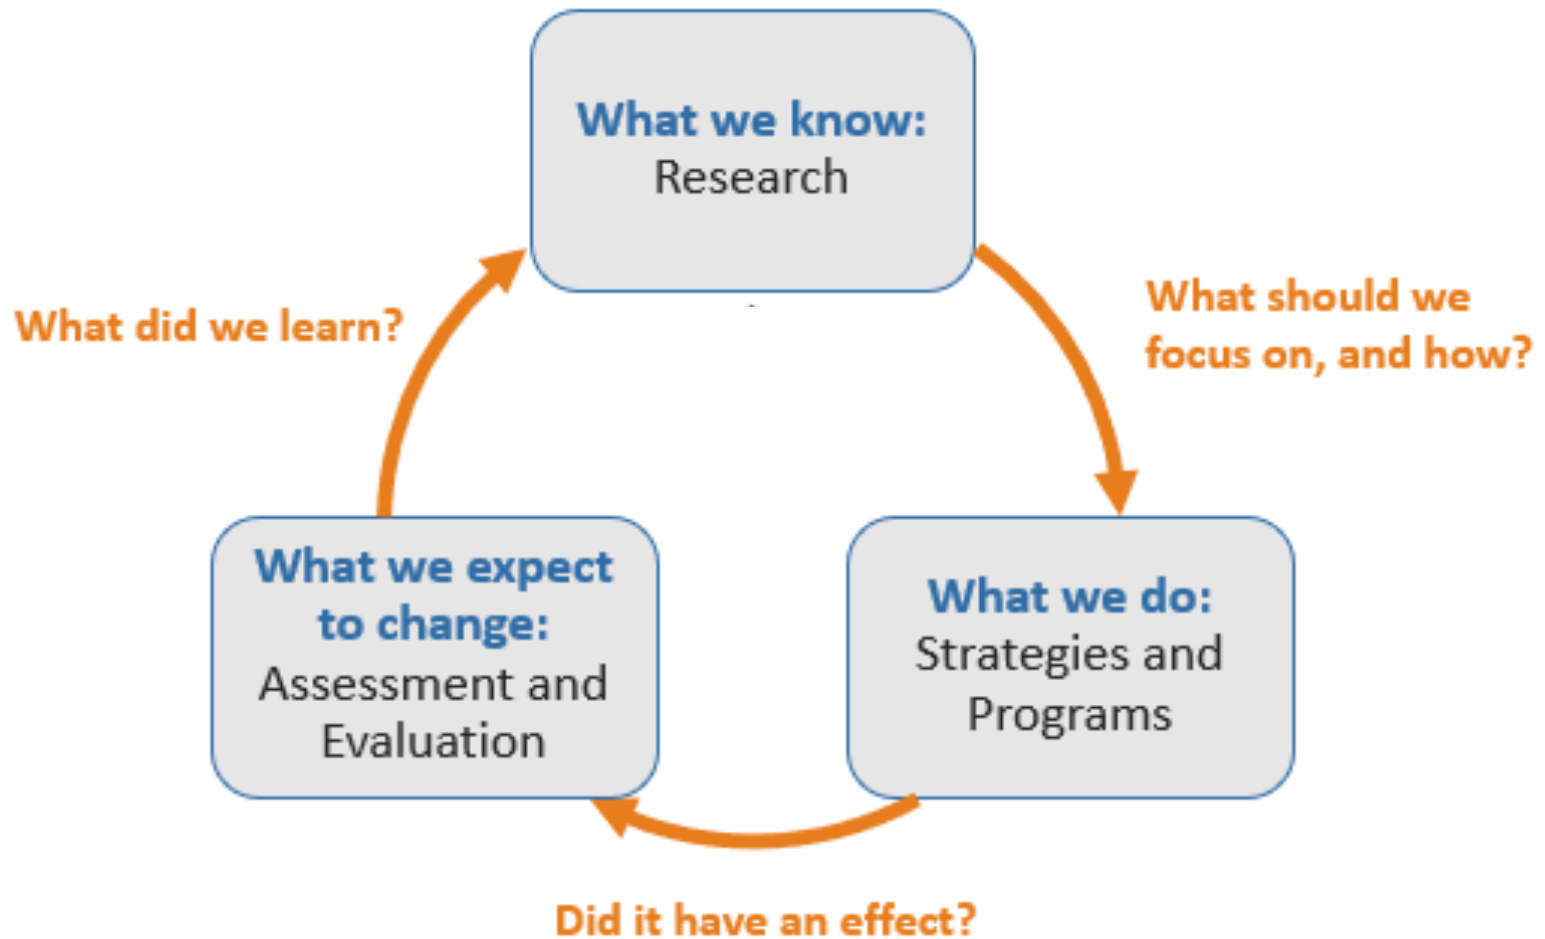 What we know:
Research
What did we learn?
What should we
focus on, and how?
What we expect
to change:
Assessment and
Evaluation
What we do:
Strategies and
Programs
Did it have an effect?